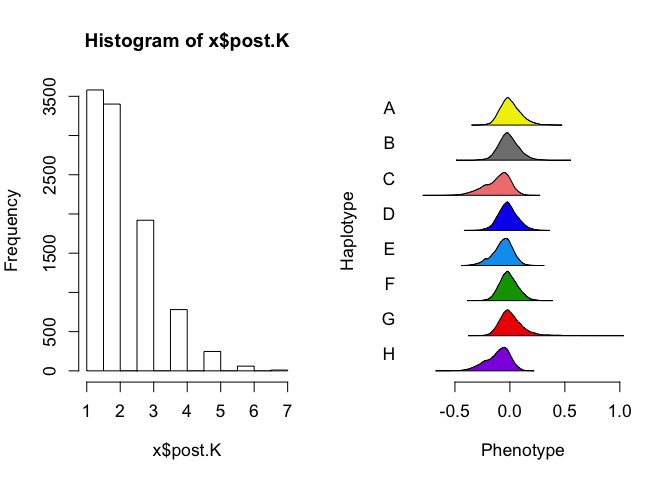 Histogram of x$post.K
Frequency
3500
2500
1500
500
0
1 2 3 4 5 6 7
x$post.K
Haplotype
A
B
C
D
E
F
G
H
-0.5 0.0 0.5 1.0
Phenotype